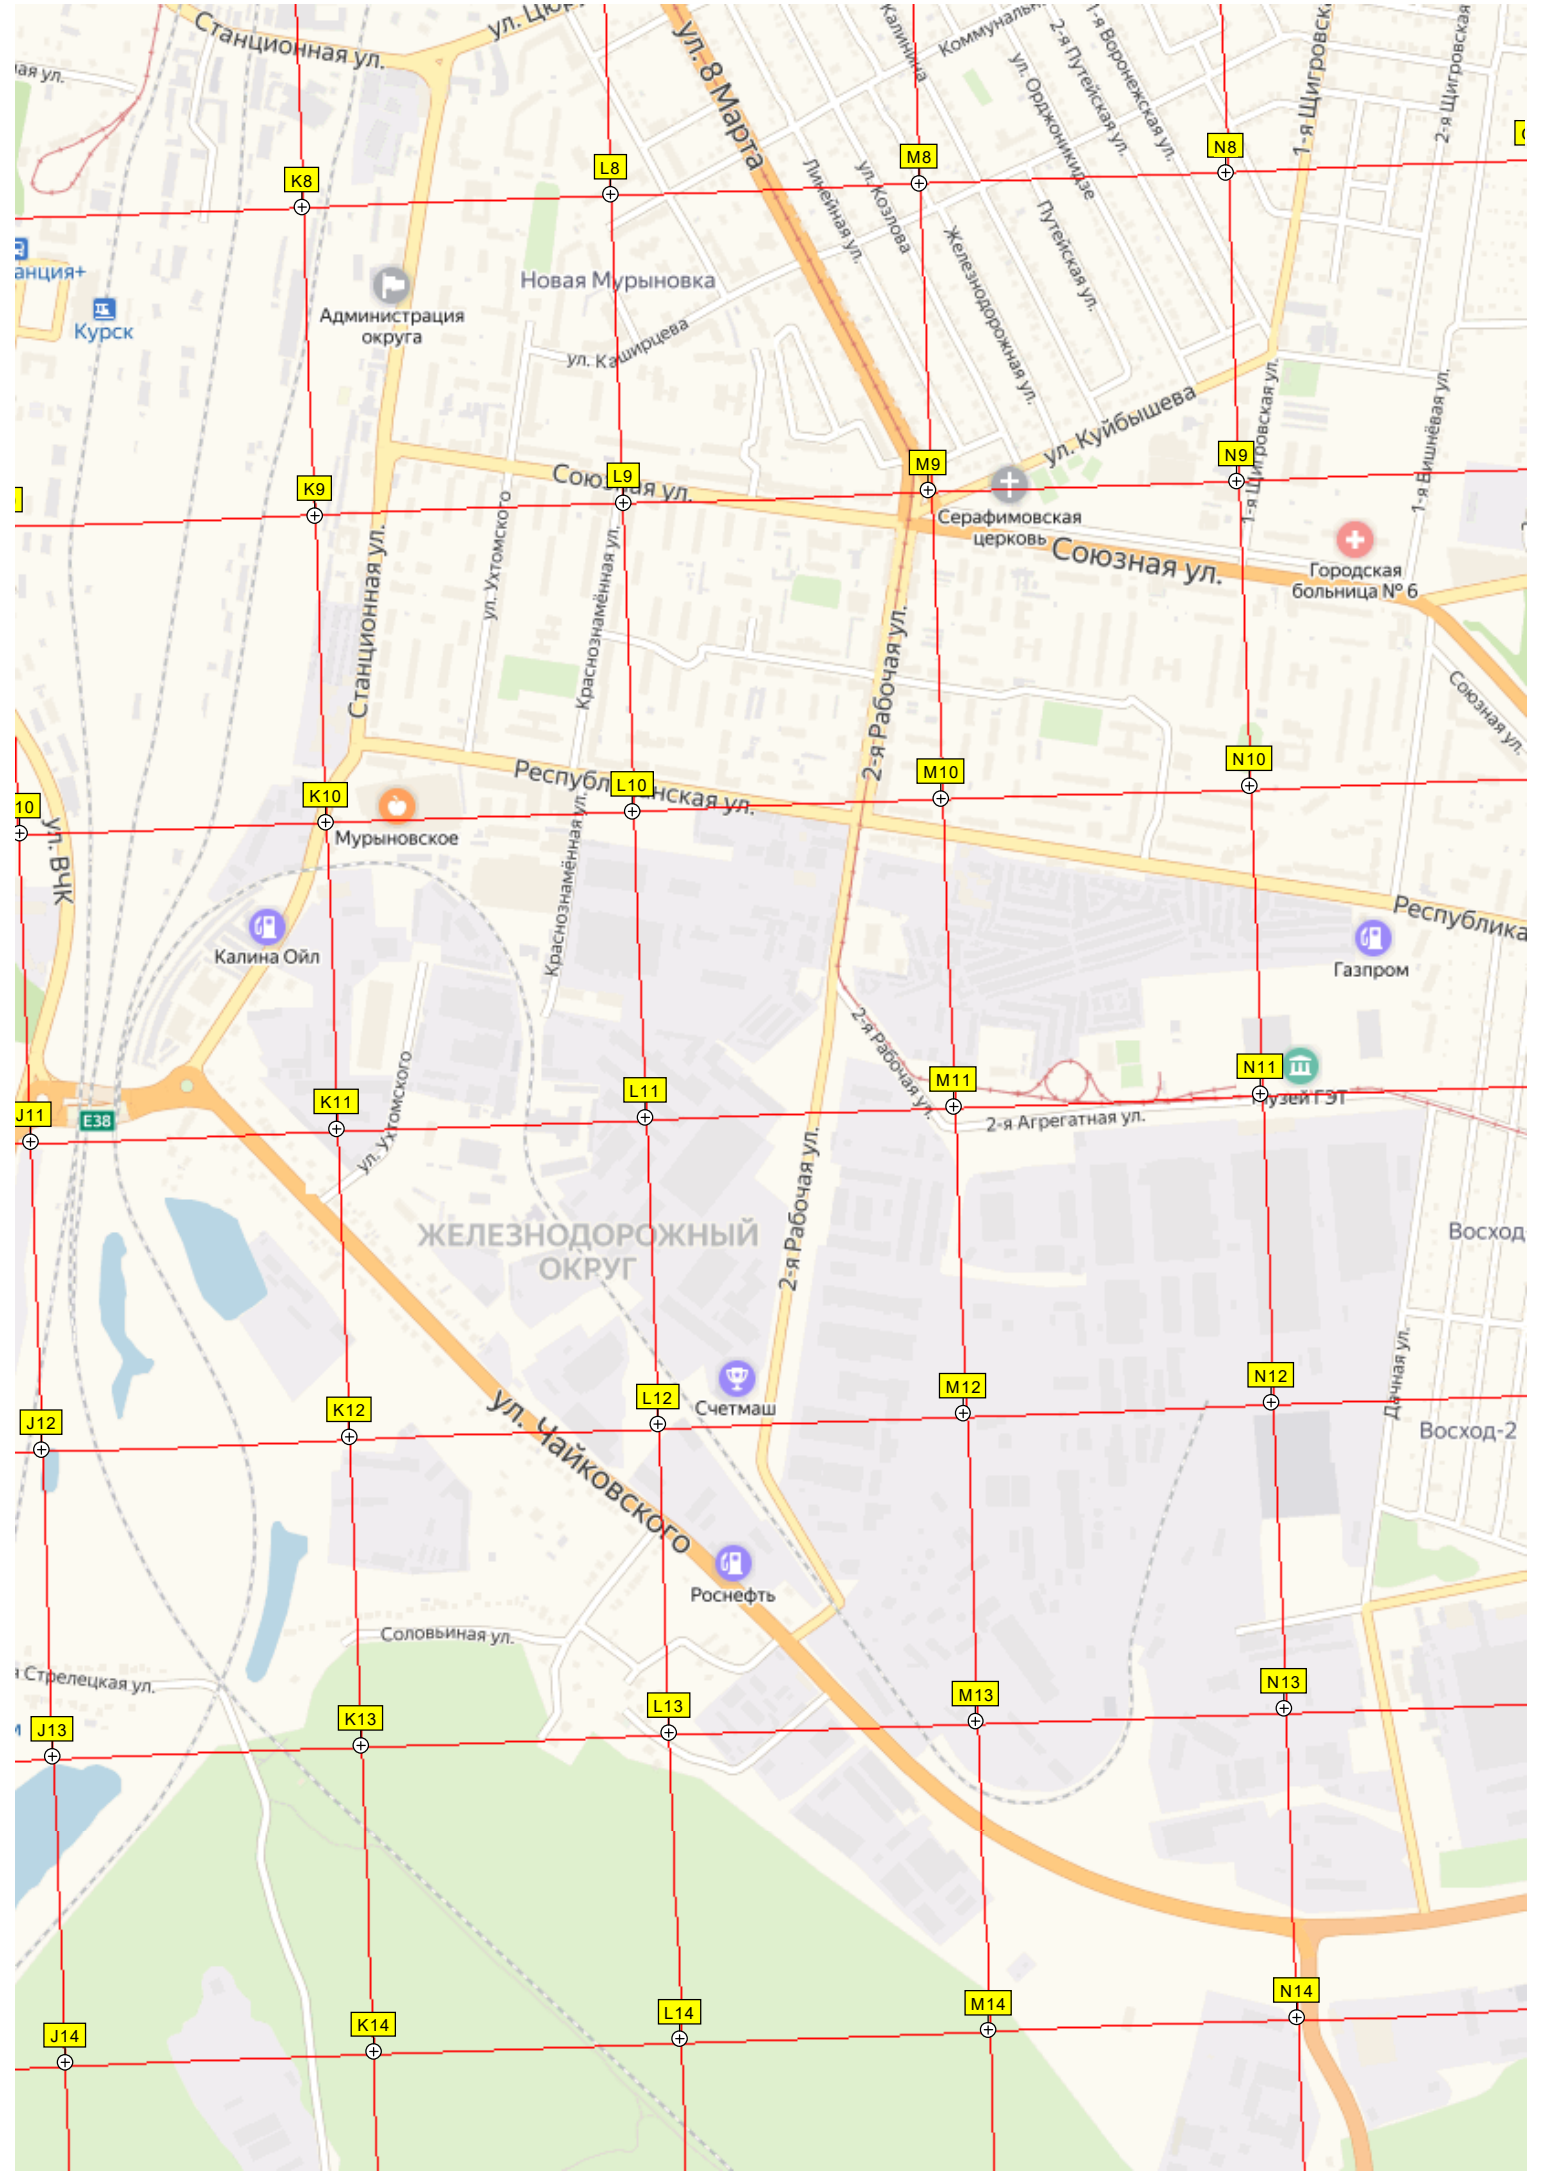 Станционная ул.
ул. 8 Марта
Калинина
ул. Орджоникидзе
2-я Путейская ул.
1-я Воронежская ул.
2-я Щигровская
K8
L8
M8
N8
Линейная ул.
ул. Козлова
Железнодорожная ул.
Путейская ул.
Курск
Администрация
округа
Новая Мурыновка
ул. Каширцева
ул. Куйбышева
1-я Щигровская ул.
1-я Вишнёвая ул.
K9
L9
M9
N9
Союзная ул.
Серафимовская
церковь
Союзная ул.
Городская
больница № 6
Станционная ул.
ул. Ухтомского
Краснознамённая ул.
2-я Рабочая ул.
Союзная ул.
Республиканская ул.
10
K10
L10
M10
N10
ул. ВЧК
Мурыновское
Краснознамённая ул.
Калина Ойл
Газпром
2-я Рабочая ул.
ул. Ухтомского
J11
K11
L11
M11
N11
E38
Музей ГЭТ
2-я Агрегатная ул.
2-я Рабочая ул.
ЖЕЛЕЗНОДОРОЖНЫЙ
ОКРУГ
Восход
Дачная ул.
J12
K12
L12
M12
N12
Счетмаш
Восход-2
ул. Чайковского
Роснефть
Соловьиная ул.
Стрелецкая ул.
J13
K13
L13
M13
N13
J14
K14
L14
M14
N14